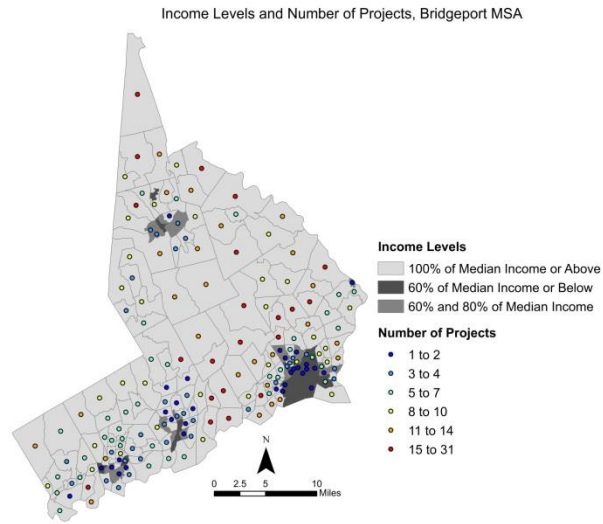 Income Levels and Number of Projects, Bridgeport MSA
Income Levels
100% of Median Income or Above
60% of Median Income or Below
60% and 80% of Median Income
Number of Projects
1 to 2
3 to 4
5 to 7
8 to 10
11 to 14
15 to 31
N
0 2.5 5 10
Miles